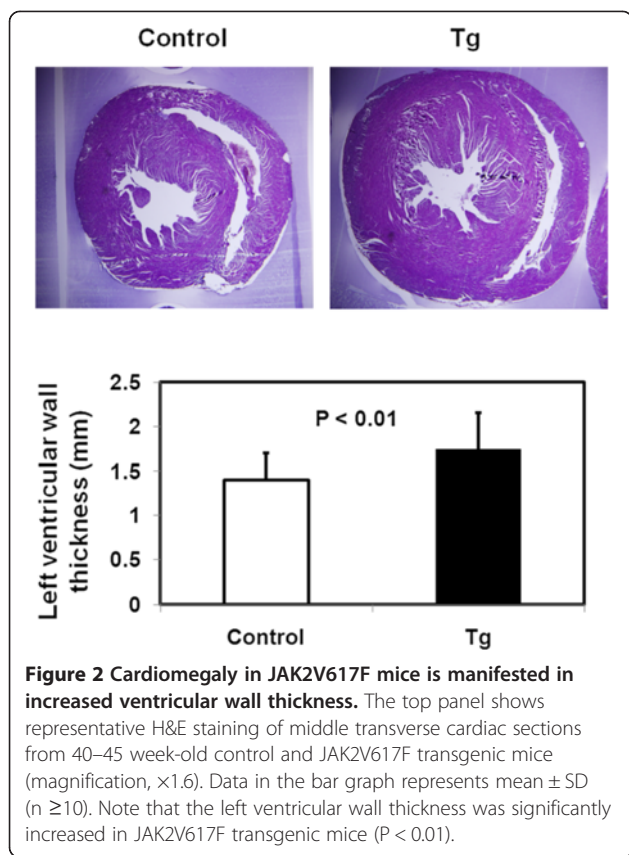 Control Tg
Left ventricular wall
thickness (mm)
2.5
2
1.5
1
0.5
0
P < 0.01
Control Tg
Figure 2 Cardiomegaly in JAK2V617F mice is manifested in
increased ventricular wall thickness. The top panel shows
representative H&E staining of middle transverse cardiac sections
from 40–45 week-old control and JAK2V617F transgenic mice
(magnification, ×1.6). Data in the bar graph represents mean ± SD
(n ≥10). Note that the left ventricular wall thickness was significantly
increased in JAK2V617F transgenic mice (P < 0.01).